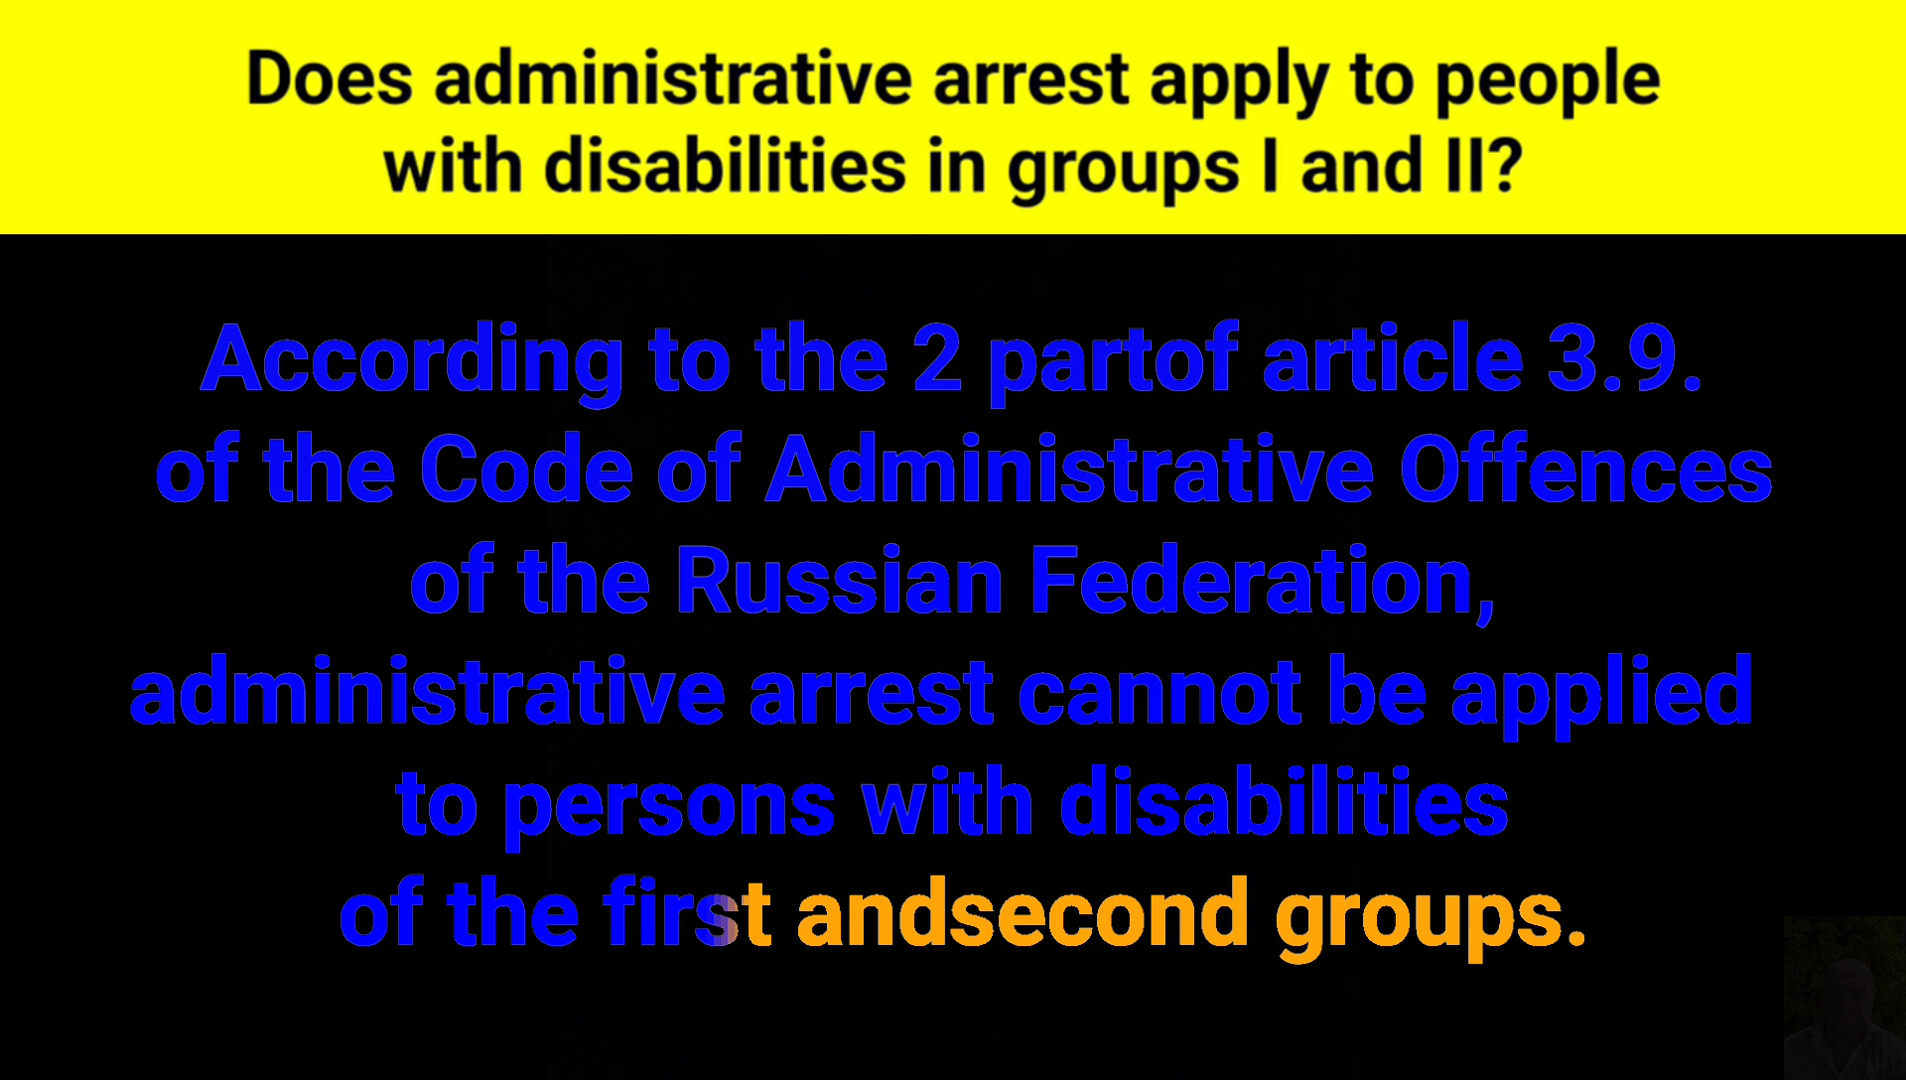 Does administrative arrest apply to people
with disabilities in groups I and II?
According to the 2 partof article 3.9.
of the Code of Administrative Offences
of the Russian Federation,
administrative arrest cannot be applied
to persons with disabilities
of the first andsecond groups.